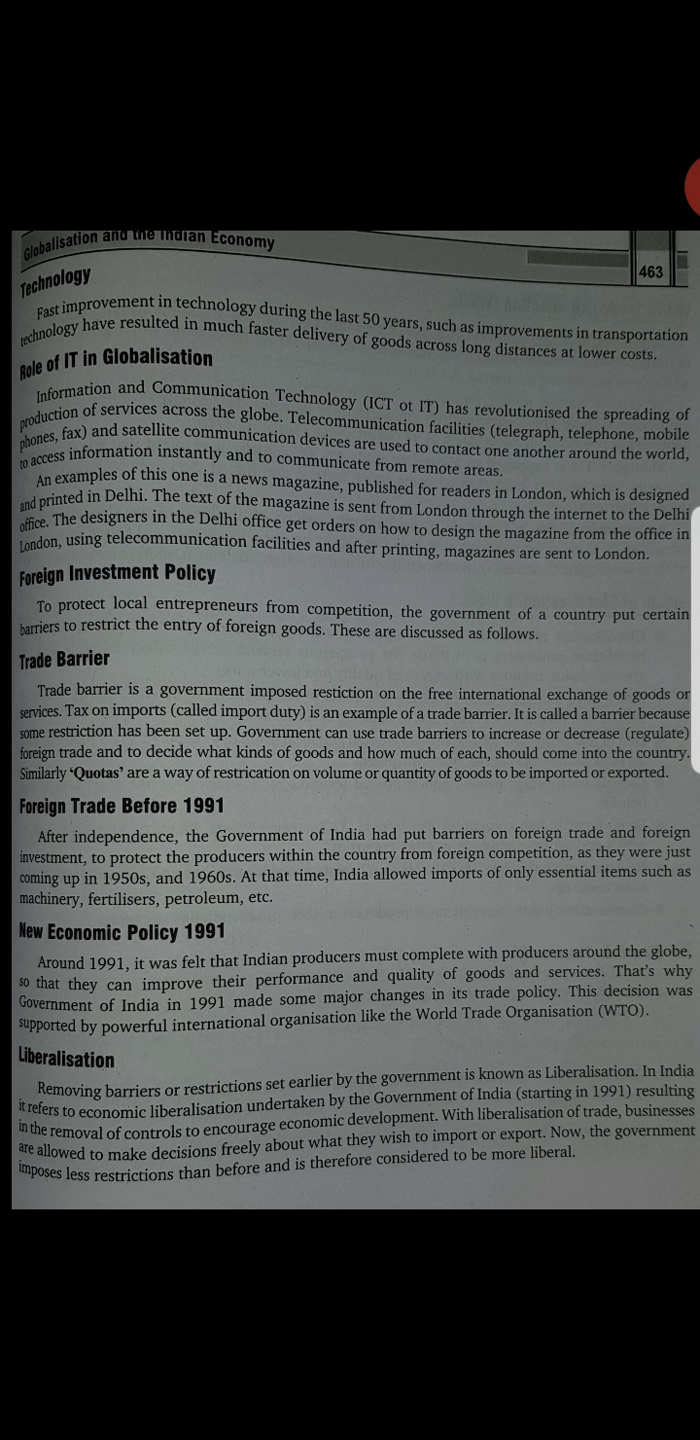 Globalisation and the Indian Economy
463
Technology
Fast improvement in technology during the last 50 years, such as improvements in transportation
technology have resulted in much faster delivery of goods across long distances at lower costs.
Role of IT in Globalisation
Information and Communication Technology (ICT ot IT) has revolutionised the spreading of
production of services across the globe. Telecommunication facilities (telegraph, telephone, mobile
phones, fax) and satellite communication devices are used to contact one another around the world,
to access information instantly and to communicate from remote areas.
An examples of this one is a news magazine, published for readers in London, which is designed
and printed in Delhi. The text of the magazine is sent from London through the internet to the Delhi
office. The designers in the Delhi office get orders on how to design the magazine from the office in
London, using telecommunication facilities and after printing, magazines are sent to London.
Foreign Investment Policy
To protect local entrepreneurs from competition, the government of a country put certain
barriers to restrict the entry of foreign goods. These are discussed as follows.
Trade Barrier
Trade barrier is a government imposed restiction on the free international exchange of goods or
services. Tax on imports (called import duty) is an example of a trade barrier. It is called a barrier because
some restriction has been set up. Government can use trade barriers to increase or decrease (regulate)
foreign trade and to decide what kinds of goods and how much of each, should come into the country.
Similarly 'Quotas' are a way of restrication on volume or quantity of goods to be imported or exported.
Foreign Trade Before 1991
After independence, the Government of India had put barriers on foreign trade and foreign
investment, to protect the producers within the country from foreign competition, as they were just
coming up in 1950s, and 1960s. At that time, India allowed imports of only essential items such as
machinery, fertilisers, petroleum, etc.
New Economic Policy 1991
Around 1991, it was felt that Indian producers must complete with producers around the globe,
so that they can improve their performance and quality of goods and services. That's why
Government of India in 1991 made some major changes in its trade policy. This decision was
supported by powerful international organisation like the World Trade Organisation (WTO).
Liberalisation
Removing barriers or restrictions set earlier by the government is known as Liberalisation. In India
it refers to economic liberalisation undertaken by the Government of India (starting in 1991) resulting
in the removal of controls to encourage economic development. With liberalisation of trade, businesses
are allowed to make decisions freely about what they wish to import or export. Now, the government
imposes less restrictions than before and is therefore considered to be more liberal.